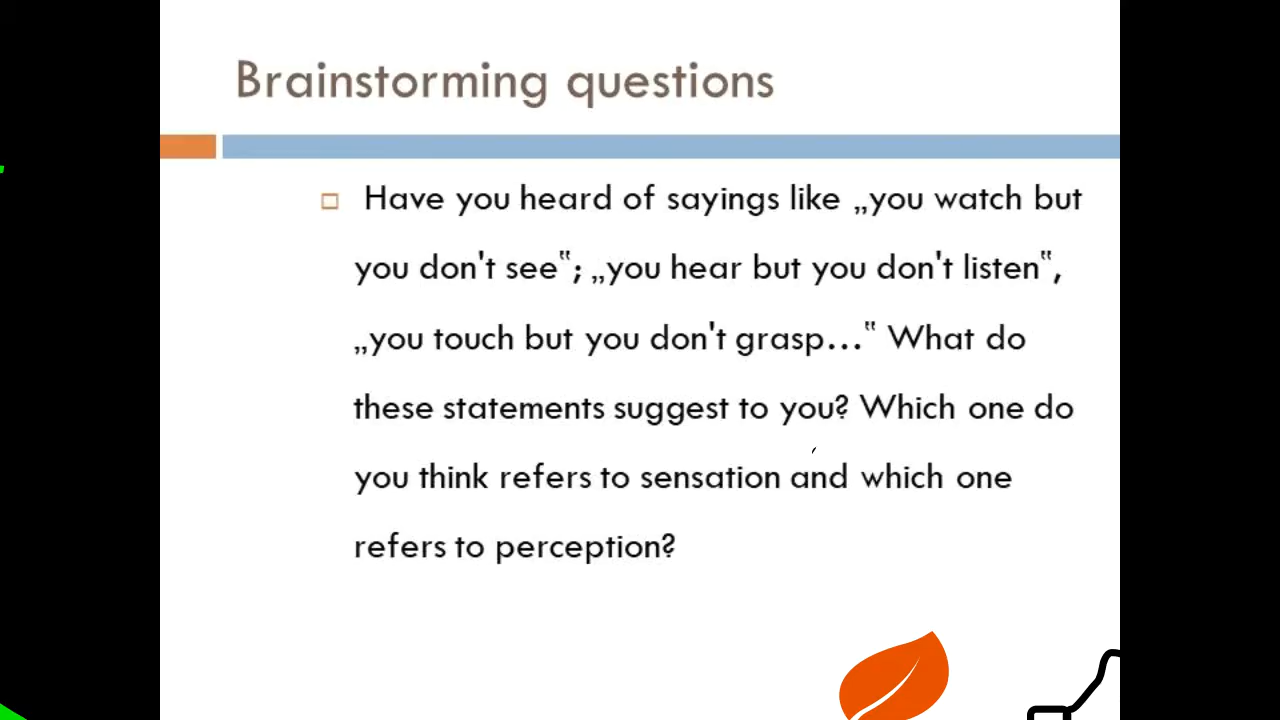 Brainstorming questions
Have you heard of sayings like „you watch but
you don't see‟; „you hear but you don't listen‟,
„you touch but you don't grasp...‟ What do
these statements suggest to you? Which one do
you think refers to sensation and which one
refers to perception?